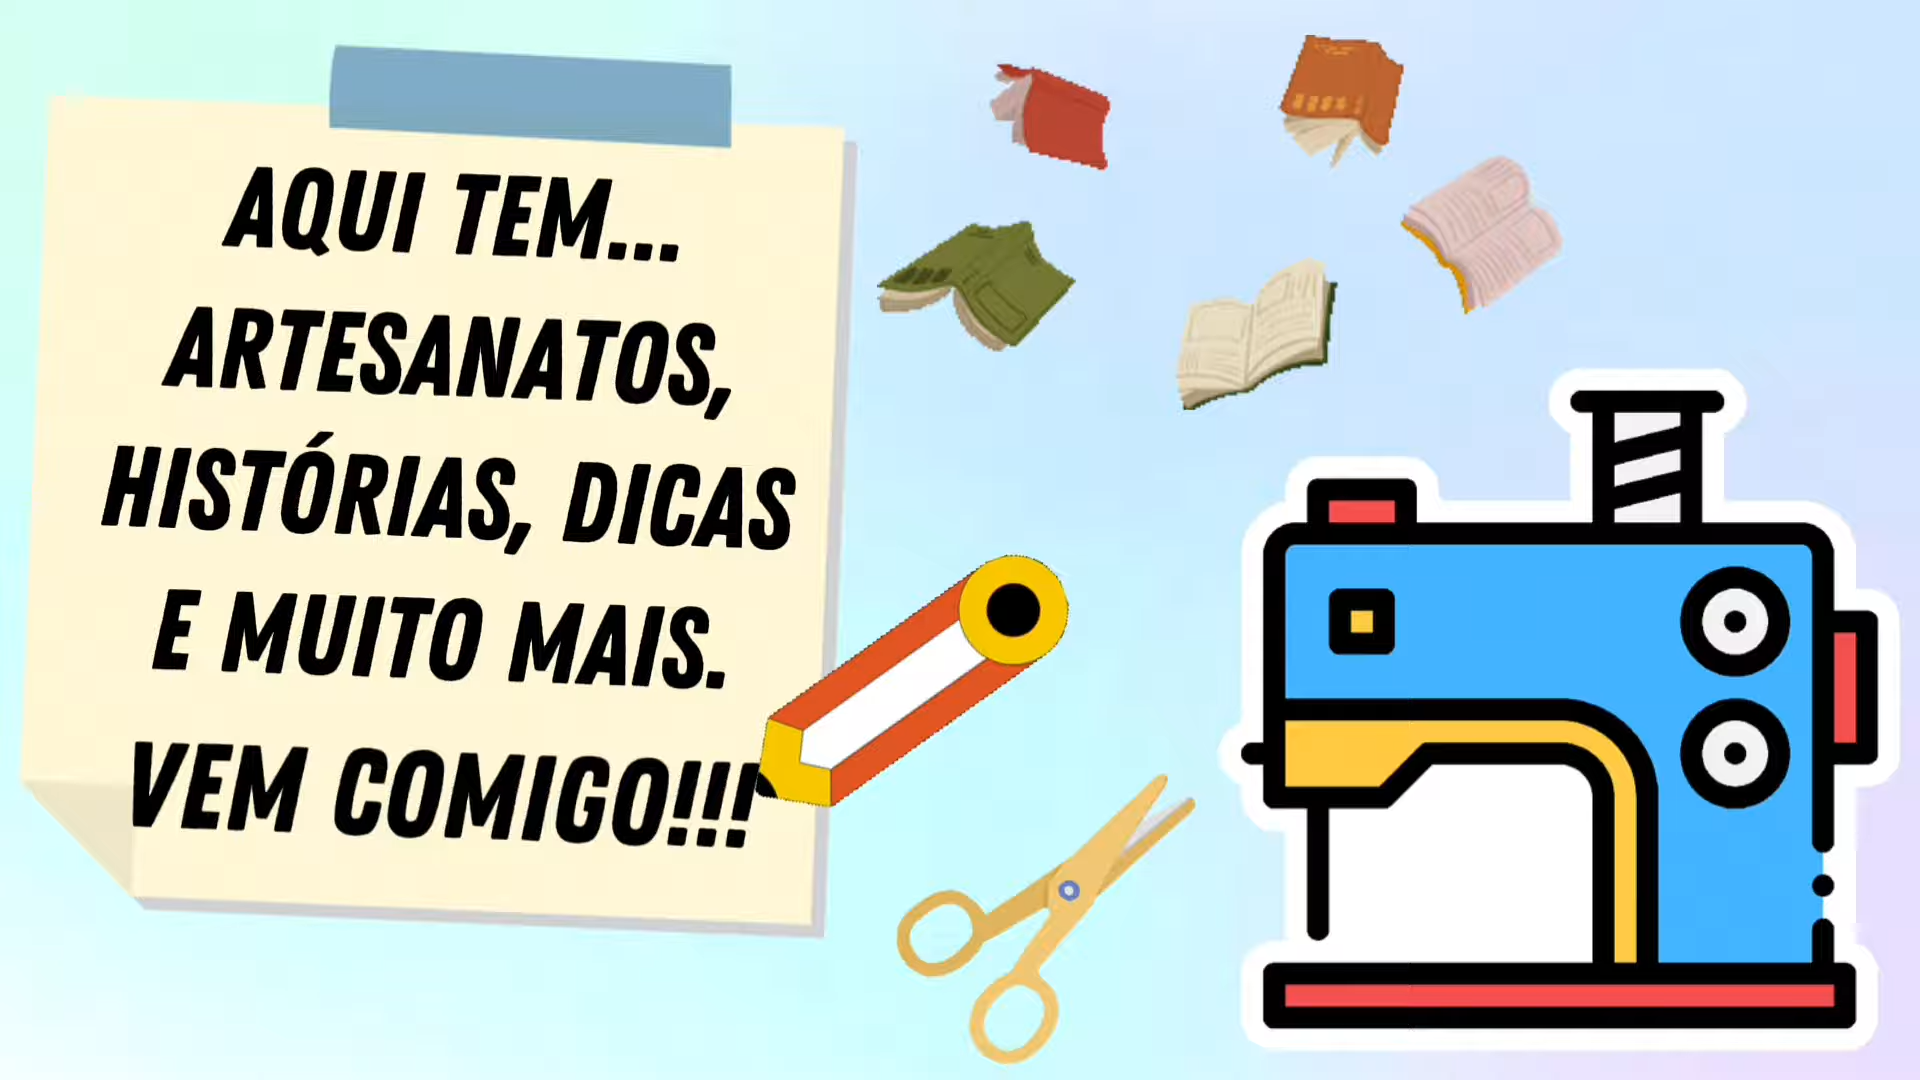 AQUI TEM...
ARTESANATOS,
HISTÓRIAS, DICAS
E MUITO MAIS.
VEM COMIGO!!!